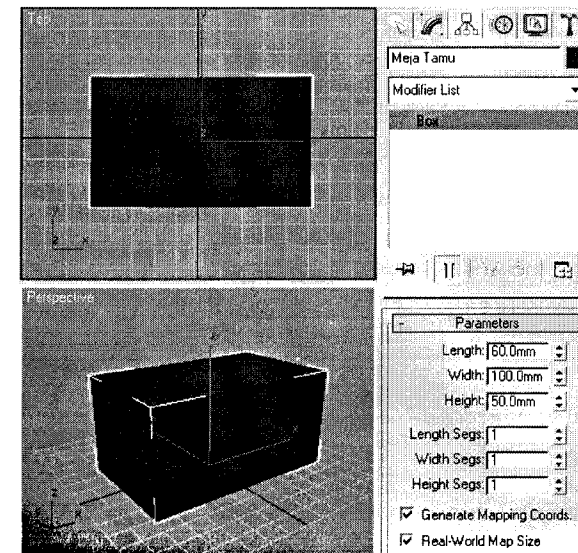 Top
Meja Tamu
Modifier List
Box
Perspective
Parameters
Length: 60.0mm
Width: 100.0mm
Height: 50.0mm
Length Segs: 1
Width Segs: 1
Height Segs: 1
Generate Mapping Coords.
Real-World Map Size